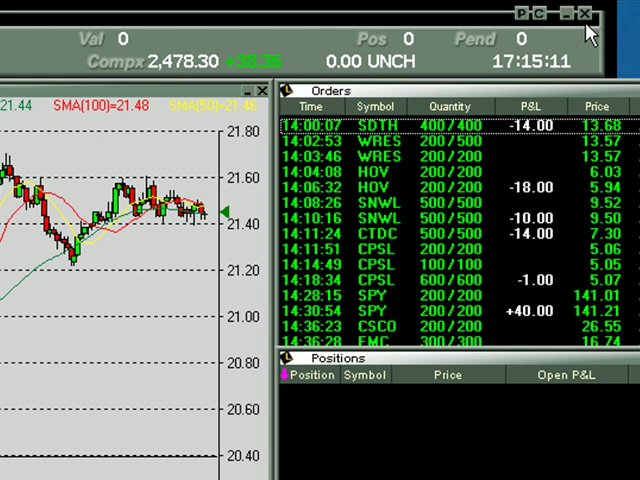 P C
Val 0 Pos 0 Pend 0
Compx 2,478.30 +38.36 0.00 UNCH 17:15:11
21.44 SMA(100)=21.48 SMA(50)=21.46
21.80
21.60
21.40
21.20
21.00
20.80
20.60
20.40
Orders
Time Symbol Quantity P&L Price
14:00:07 SDTH 400/400 -14.00 13.68
14:02:53 WRES 200/500 13.57
14:03:46 WRES 200/200 13.57
14:04:08 HOV 200/200 6.03
14:06:32 HOV 200/200 -18.00 5.94
14:08:26 SNWL 500/500 9.52
14:10:16 SNWL 500/500 -10.00 9.50
14:11:24 CTDC 500/500 -14.00 7.30
14:11:51 CPSL 200/200 5.06
14:14:49 CPSL 100/100 5.05
14:18:34 CPSL 600/600 -1.00 5.07
14:28:15 SPY 200/200 141.01
14:30:54 SPY 200/200 +40.00 141.21
14:36:23 CSCO 200/200 26.55
14:36:28 EMC 300/300 16.74
Positions
Position Symbol Price Open P&L